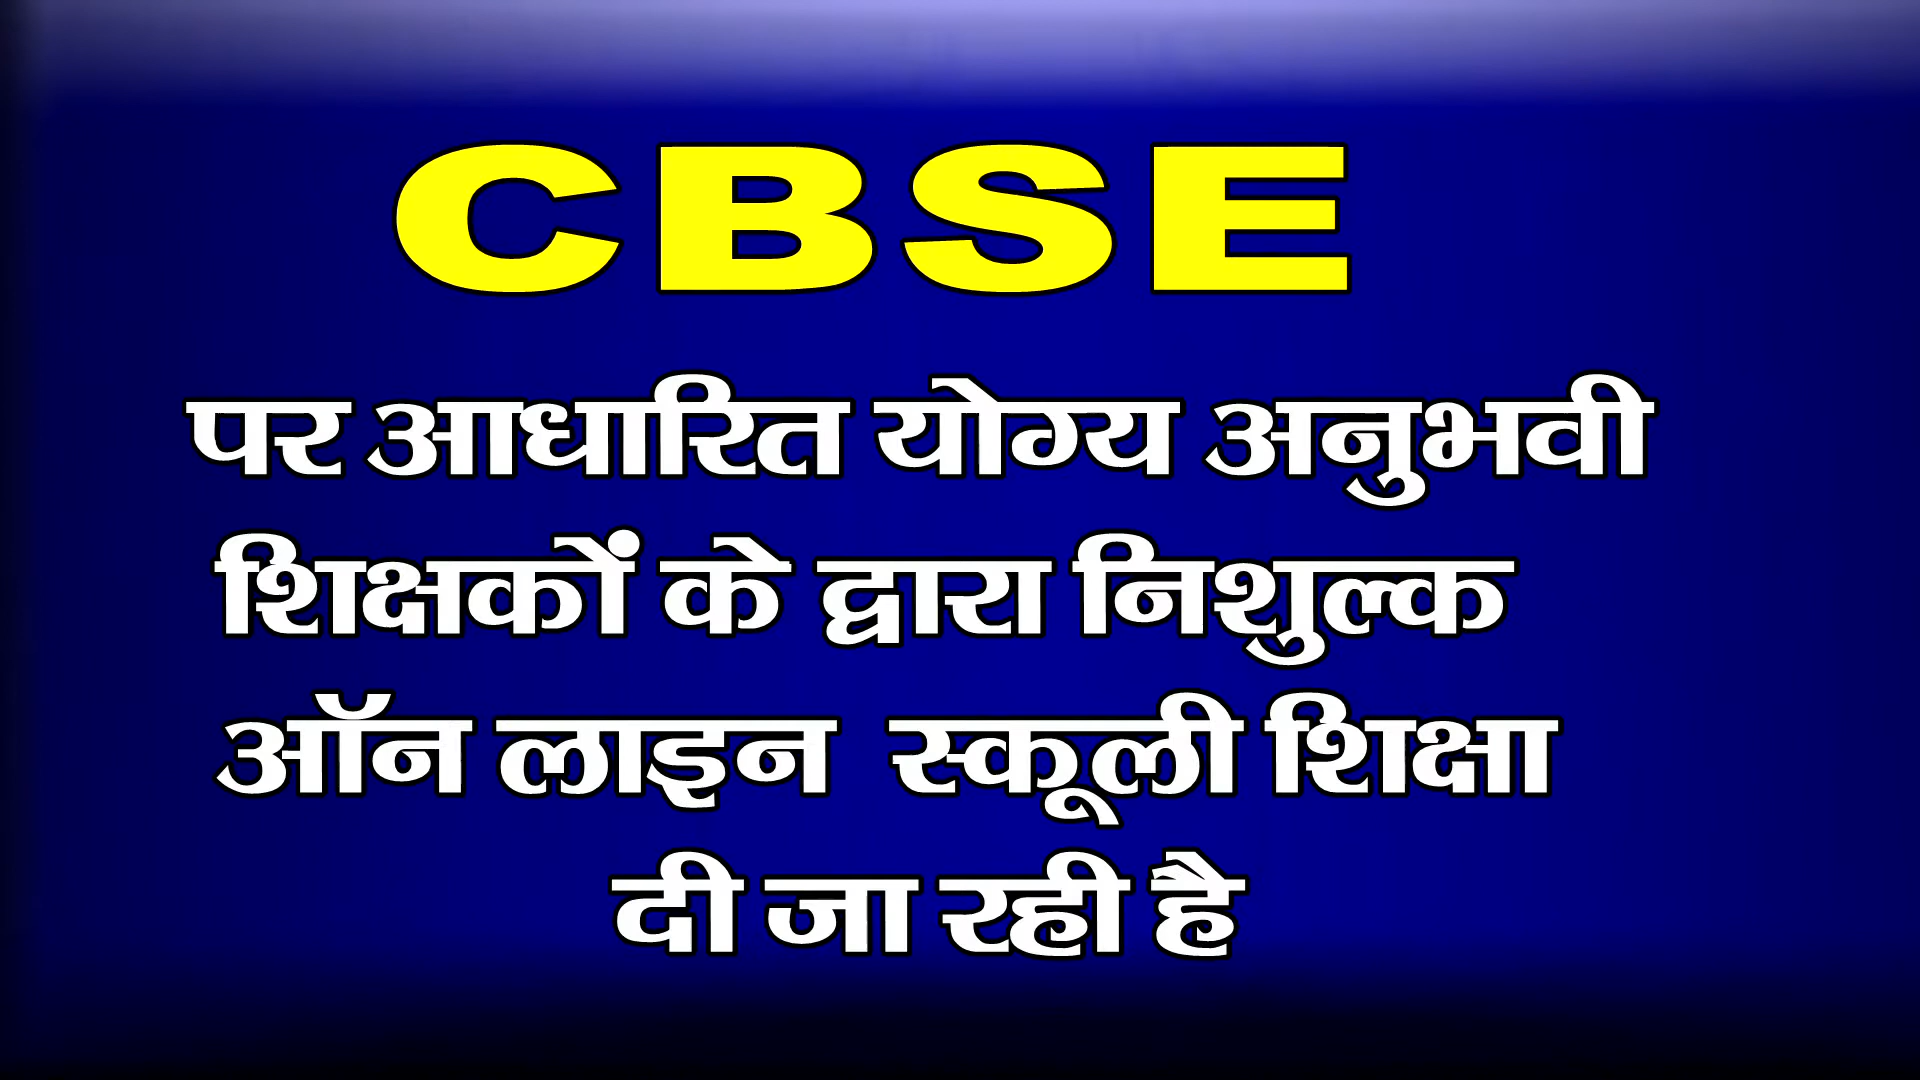 CBSE
पर आधारित योग्य अनुभवी
शिक्षकों के द्वारा निशुल्क
ऑन लाइन स्कूली शिक्षा
दी जा रही है